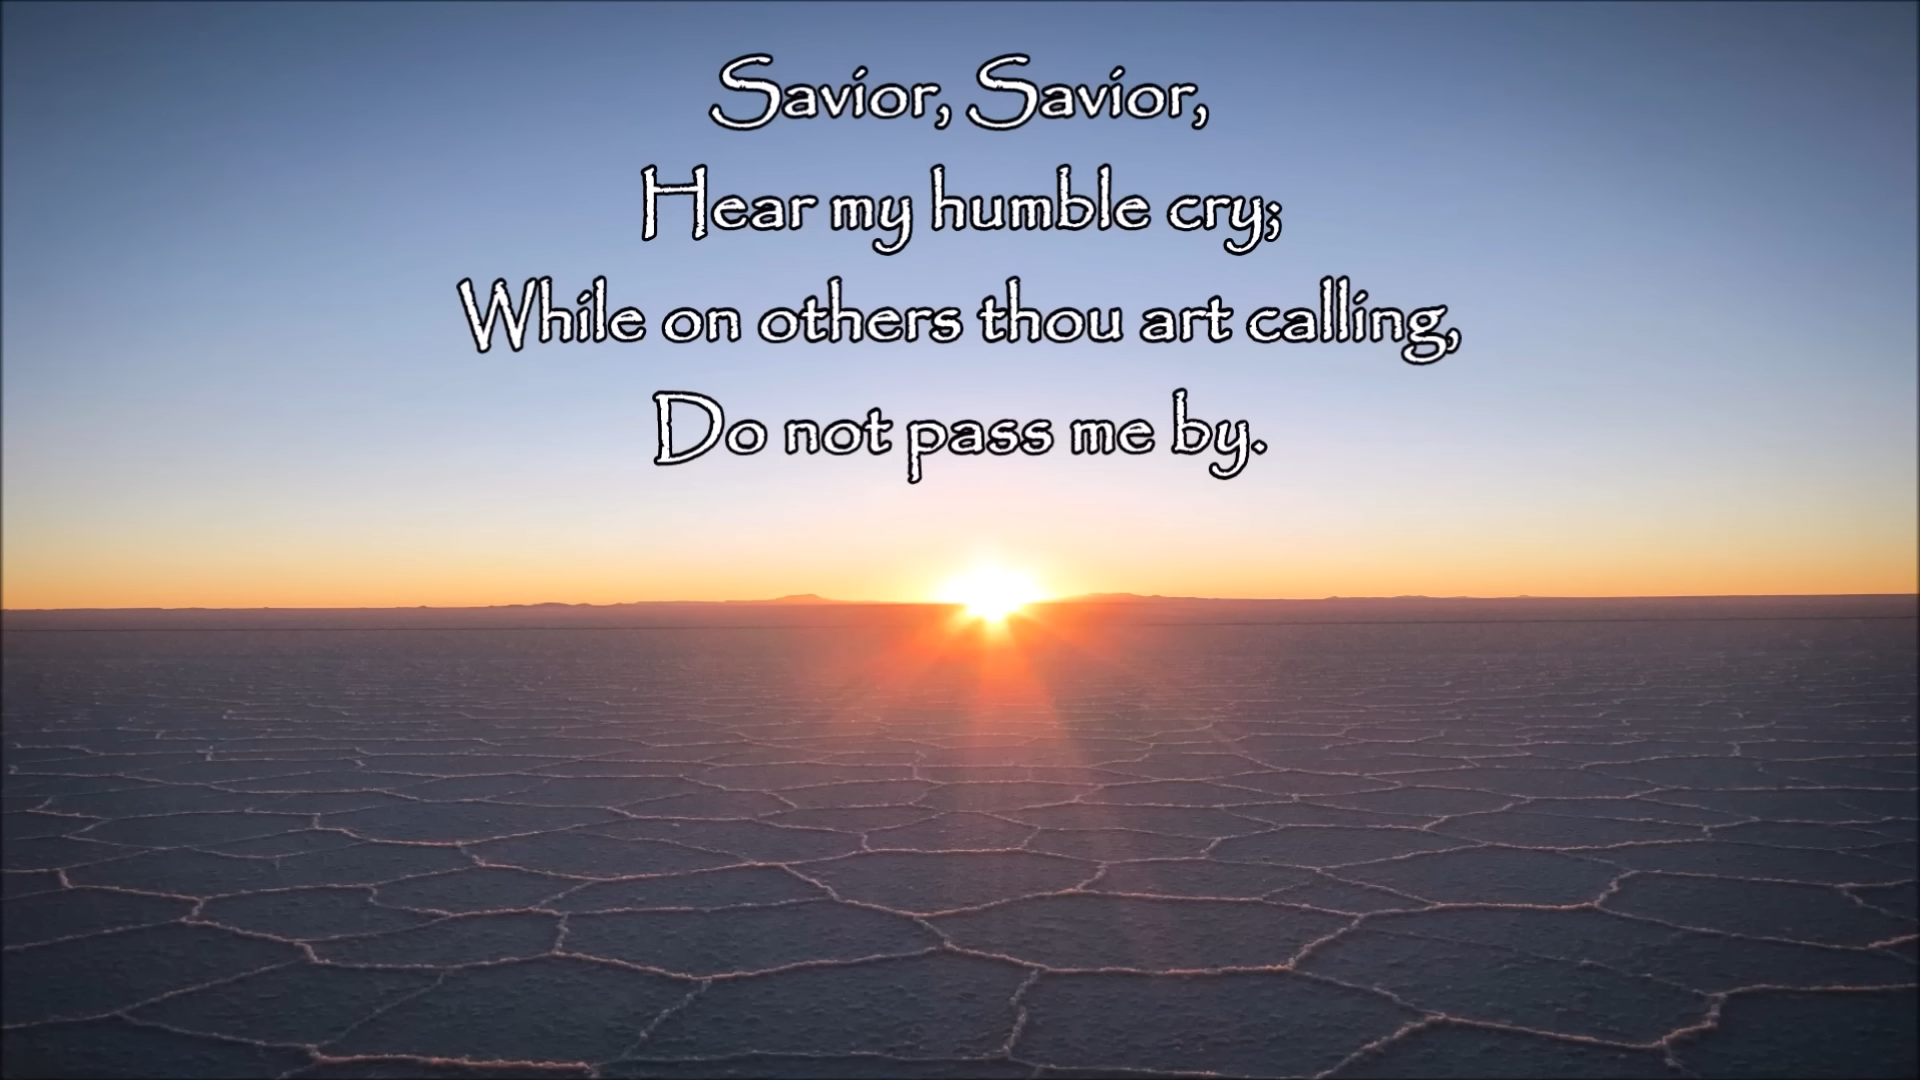 Savior, Savior,
Hear my humble cry;
While on others thou art calling,
Do not pass me by.